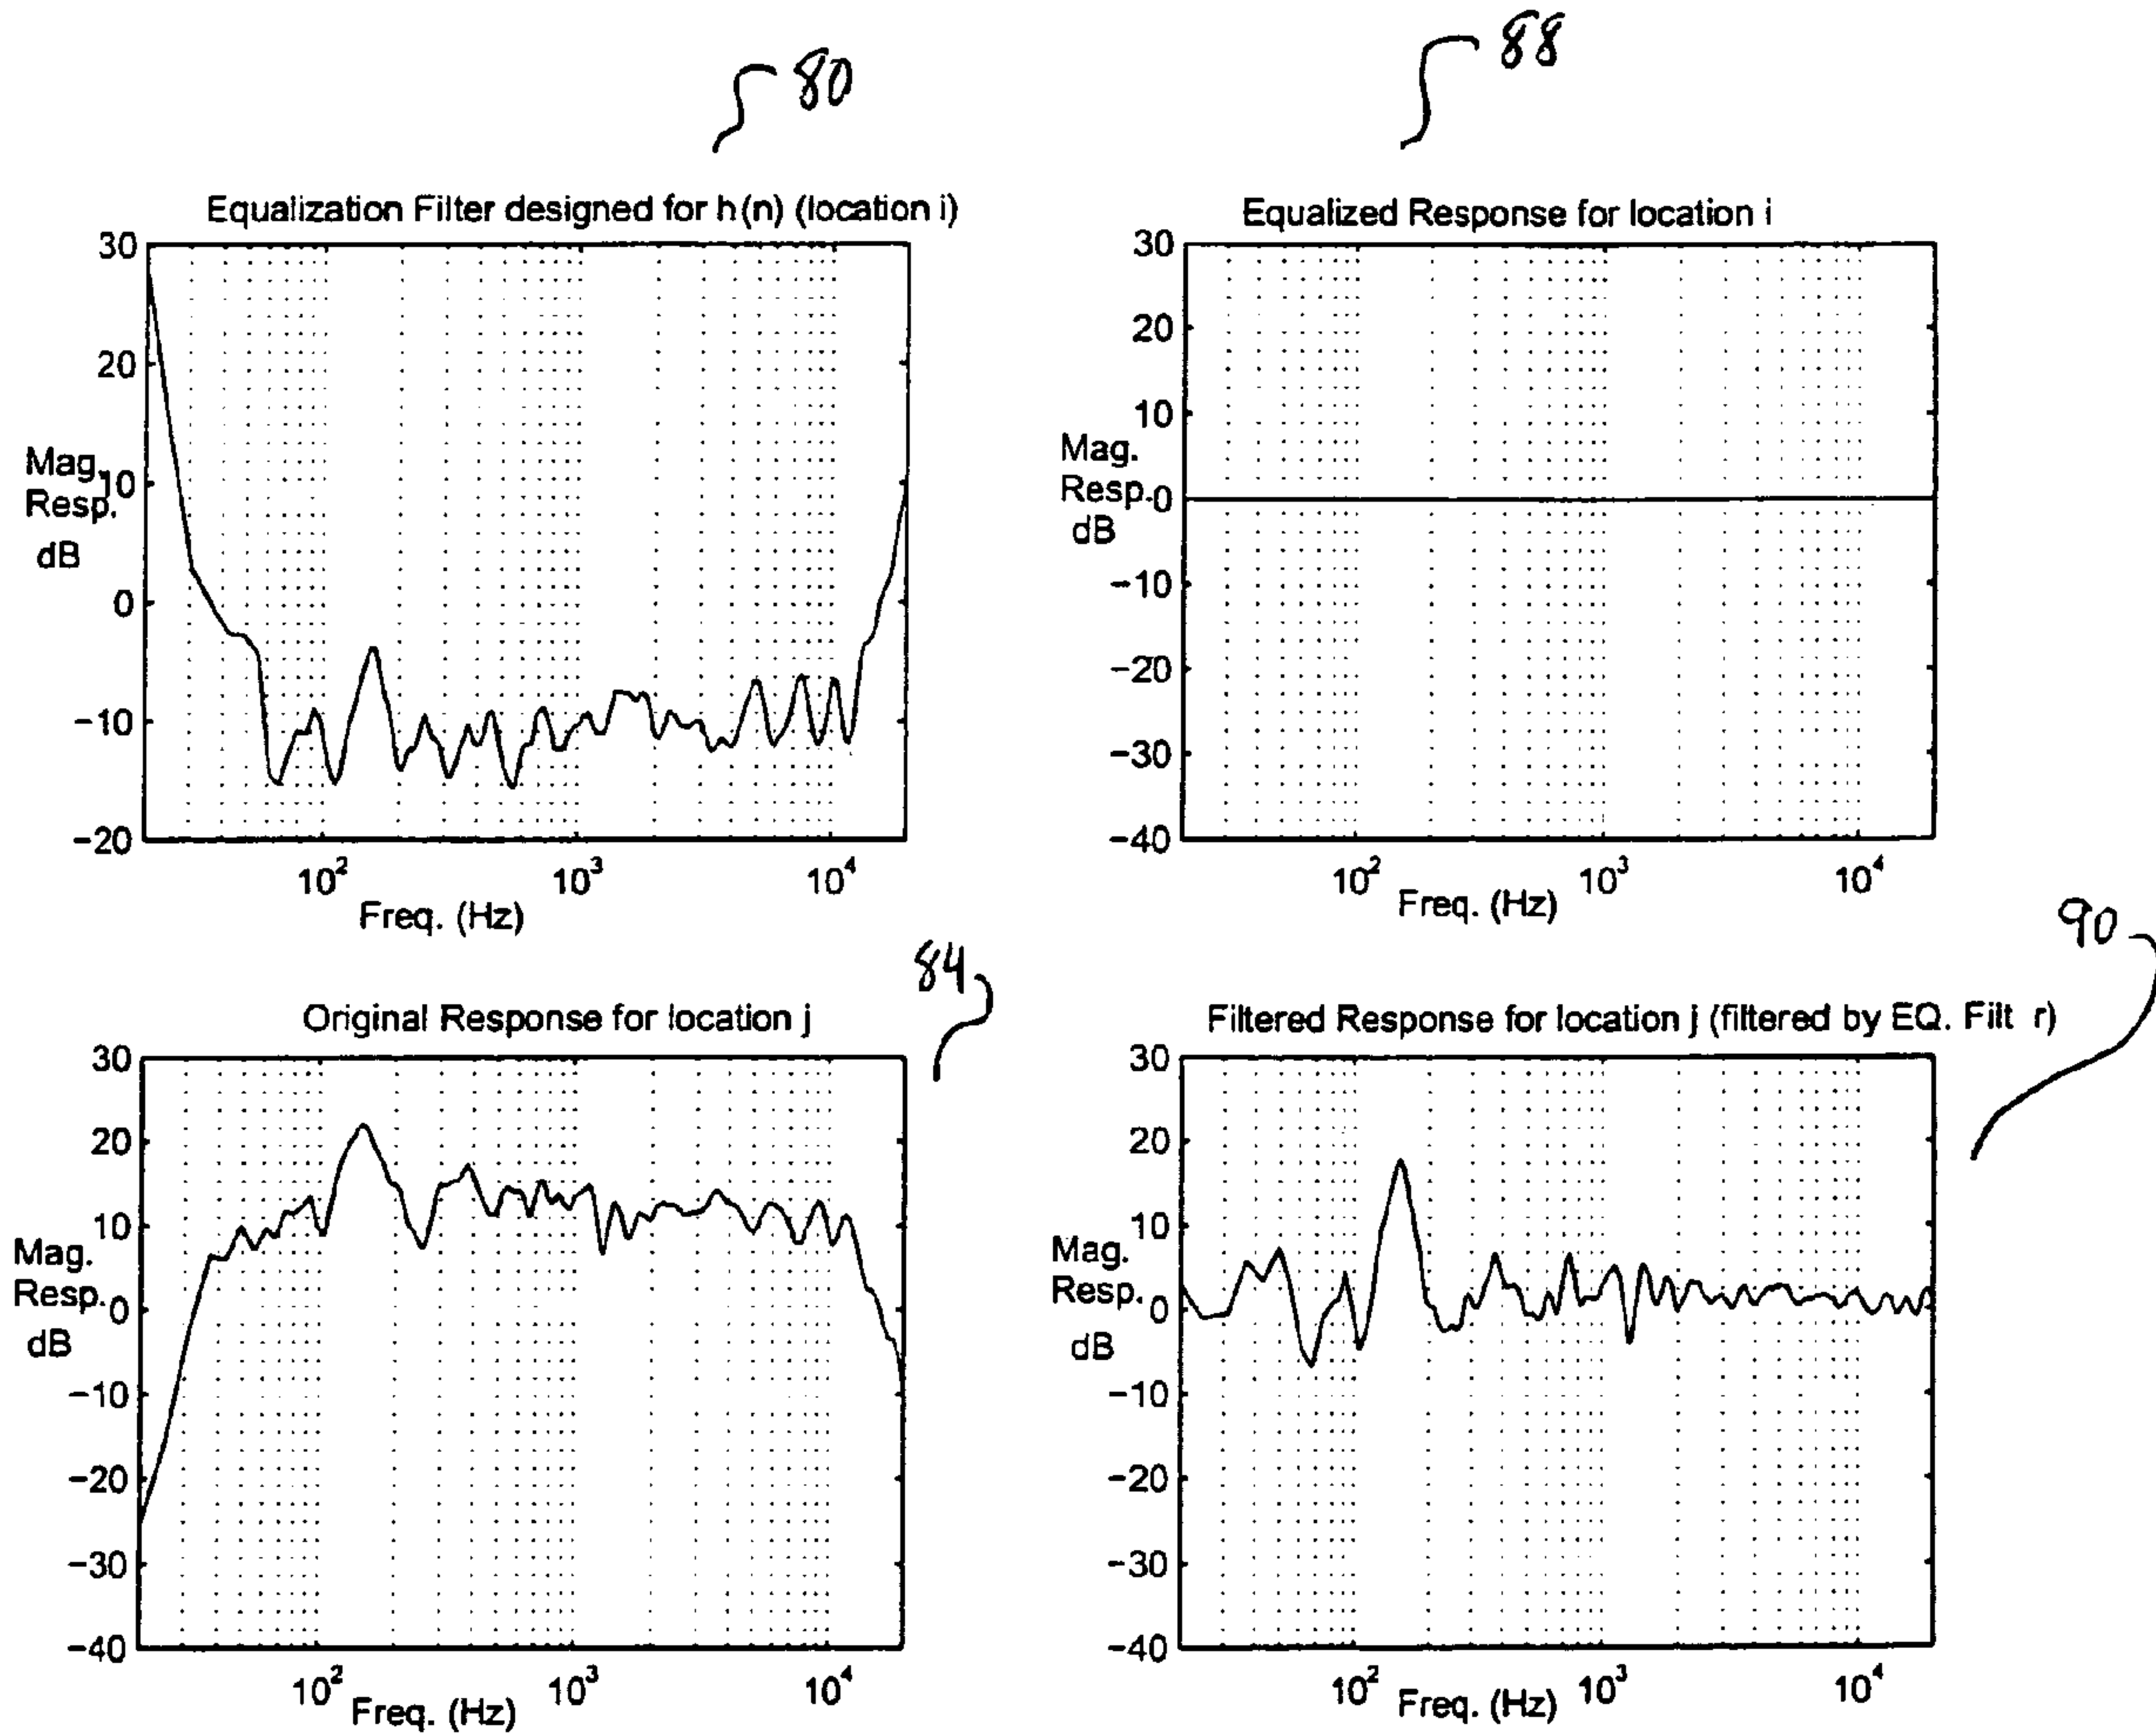 80
88
Equalization Filter designed for h(n) (location i)
30
20
10
0
−10
−20
Mag.
Resp.
dB
10²
10³
10⁴
Freq. (Hz)
Equalized Response for location i
30
20
10
0
−10
−20
−30
−40
Mag.
Resp.
dB
10²
10³
10⁴
Freq. (Hz)
84
90
Original Response for location j
30
20
10
0
−10
−20
−30
−40
Mag.
Resp.
dB
10²
10³
10⁴
Freq. (Hz)
Filtered Response for location j (filtered by EQ. Filt r)
30
20
10
0
−10
−20
−30
−40
Mag.
Resp.
dB
10²
10³
10⁴
Freq. (Hz)